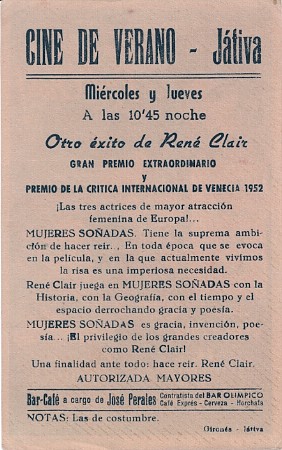 CINE DE VERANO - Játiva
Miércoles y Jueves
A las 10'45 noche
Otro éxito de René Clair
GRAN PREMIO EXTRAORDINARIO
y
PREMIO DE LA CRITICA INTERNACIONAL DE VENECIA 1952
¡Las tres actrices de mayor atracción
femenina de Europa!...
MUJERES SOÑADAS. Tiene la suprema ambi-
ción de hacer reir... En toda época que se evoca
en la película, y en la que actualmente vivimos
la risa es una imperiosa necesidad.
René Clair juega en MUJERES SOÑADAS con la
Historia, con la Geografía, con el tiempo y el
espacio derrochando gracia y poesía.
MUJERES SOÑADAS es gracia, invención, poe-
sía... ¡El privilegio de los grandes creadores
como René Clair!
Una finalidad ante todo: hacer reir. René Clair.
AUTORIZADA MAYORES
Bar-Café a cargo de José Perales Contratista del BAR OLIMPICO
Café Exprés - Cerveza - Horchata
NOTAS: Las de costumbre.
Gironés - Játiva